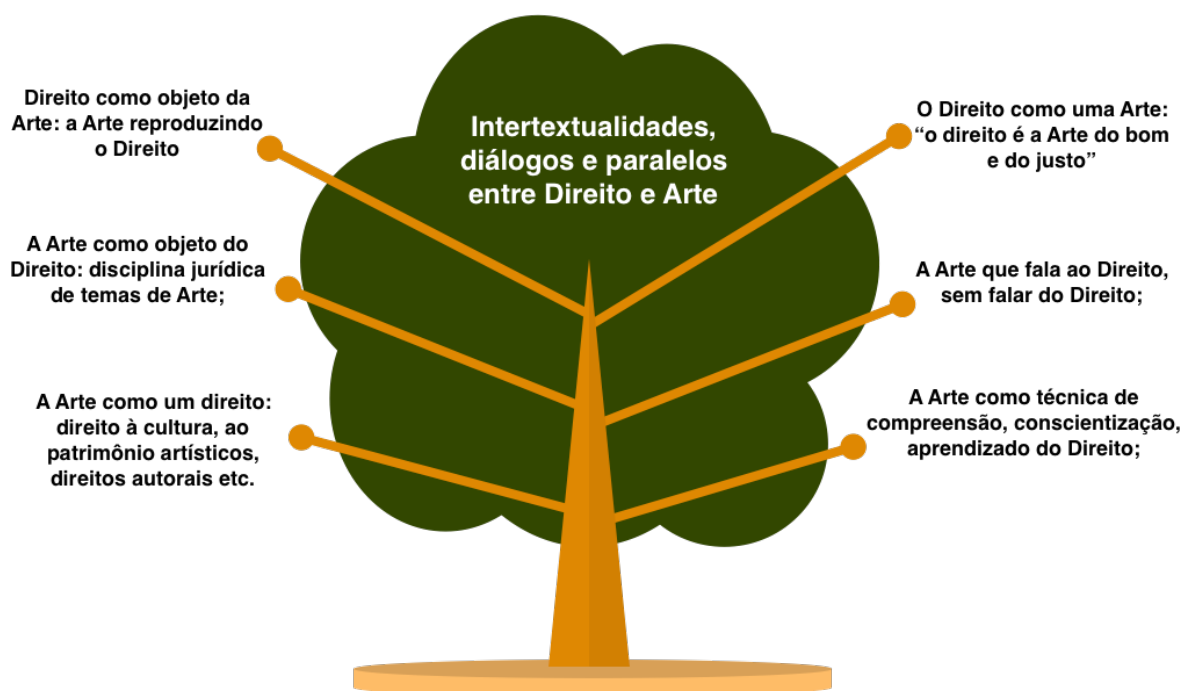 Intertextualidades,
diálogos e paralelos
entre Direito e Arte
Direito como objeto da
Arte: a Arte reproduzindo
o Direito
A Arte como objeto do
Direito: disciplina jurídica
de temas de Arte;
A Arte como um direito:
direito à cultura, ao
patrimônio artísticos,
direitos autorais etc.
O Direito como uma Arte:
“o direito é a Arte do bom
e do justo”
A Arte que fala ao Direito,
sem falar do Direito;
A Arte como técnica de
compreensão, conscientização,
aprendizado do Direito;